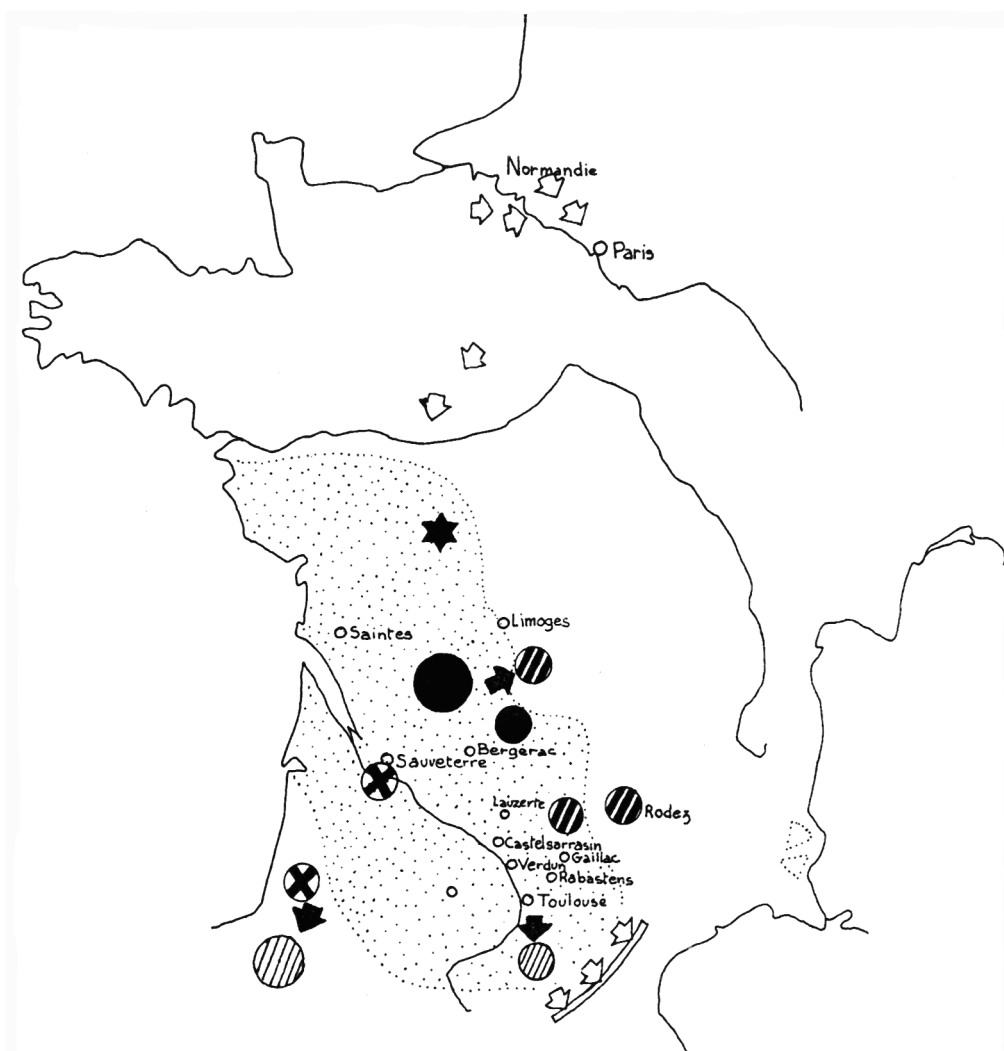 Normandie
Paris
Limoges
Saintes
Bergerac
Sauveterre
Lauzerte
Rodez
Castelsarrasin
Gaillac
Verdun
Rabastens
Toulouse